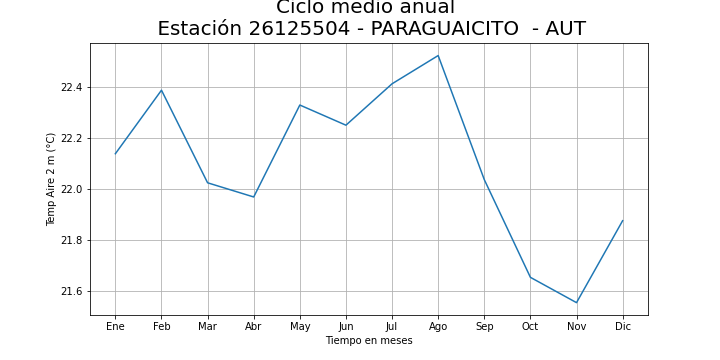 Ciclo medio anual
Estación 26125504 - PARAGUAICITO  - AUT
Temp Aire 2 m (°C)
22.4
22.2
22.0
21.8
21.6
Ene Feb Mar Abr May Jun Jul Ago Sep Oct Nov Dic
Tiempo en meses